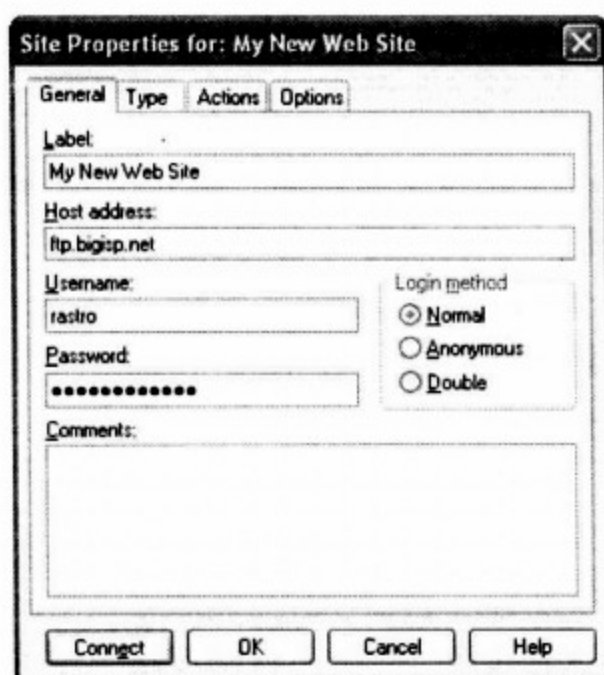 Site Properties for: My New Web Site
General Type Actions Options
Label:
My New Web Site
Host address:
ftp.bigisp.net
Username:
rastro
Login method
Normal
Anonymous
Double
Password:
••••••••••••
Comments:
Connect OK Cancel Help